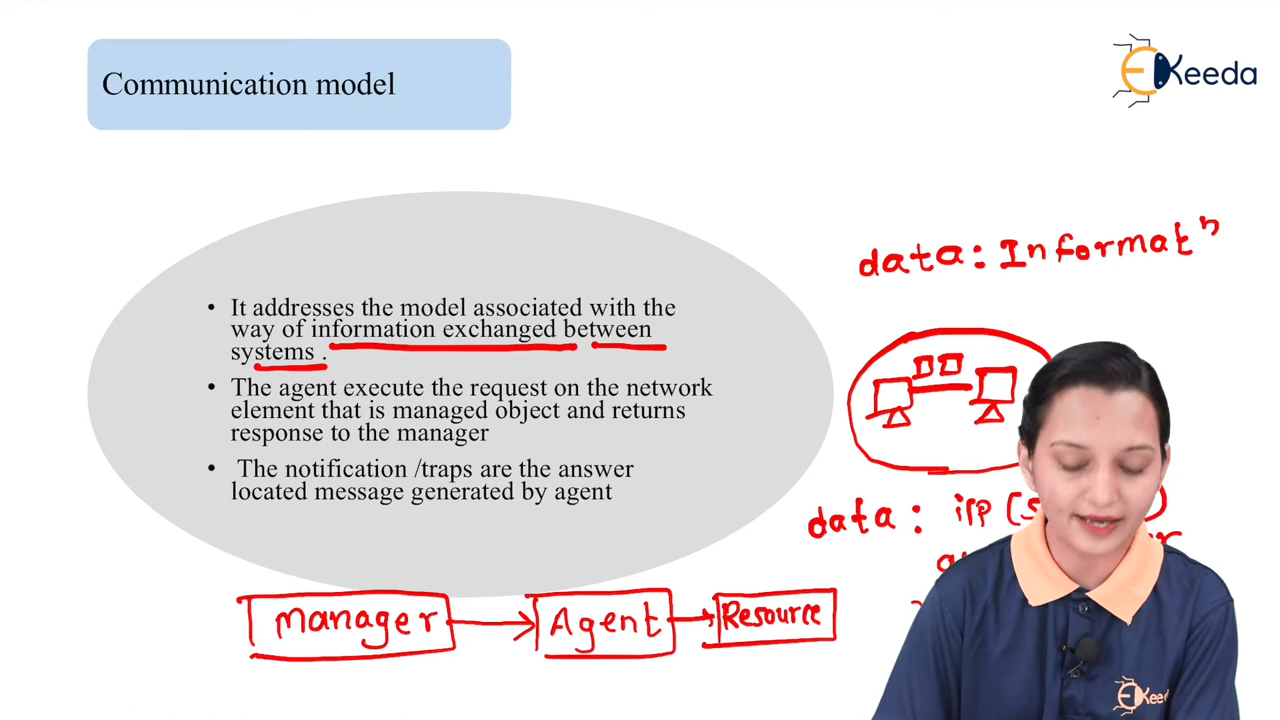 Communication model
EKeeda
data: Informatn
• It addresses the model associated with the
way of information exchanged between
systems .
• The agent execute the request on the network
element that is managed object and returns
response to the manager
• The notification /traps are the answer
located message generated by agent
data: i/p
manager Agent Resource
EKeeda